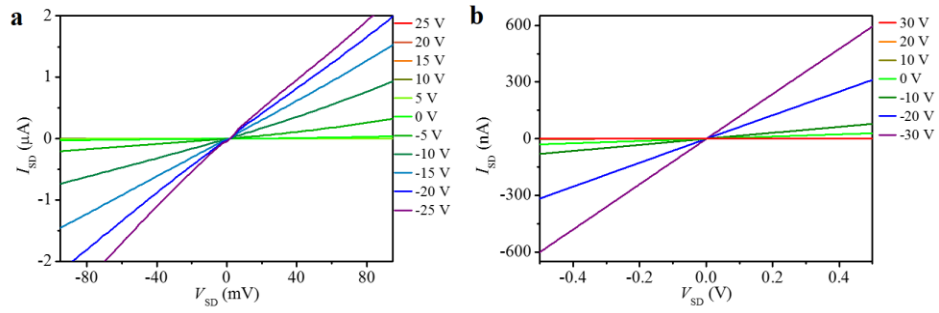 a
2
1
0
-1
-2
-80
-40
0
40
80
I_SD (μA)
V_SD (mV)
25 V
20 V
15 V
10 V
5 V
0 V
-5 V
-10 V
-15 V
-20 V
-25 V
b
600
300
0
-300
-600
-0.4
-0.2
0.0
0.2
0.4
I_SD (nA)
V_SD (V)
30 V
20 V
10 V
0 V
-10 V
-20 V
-30 V